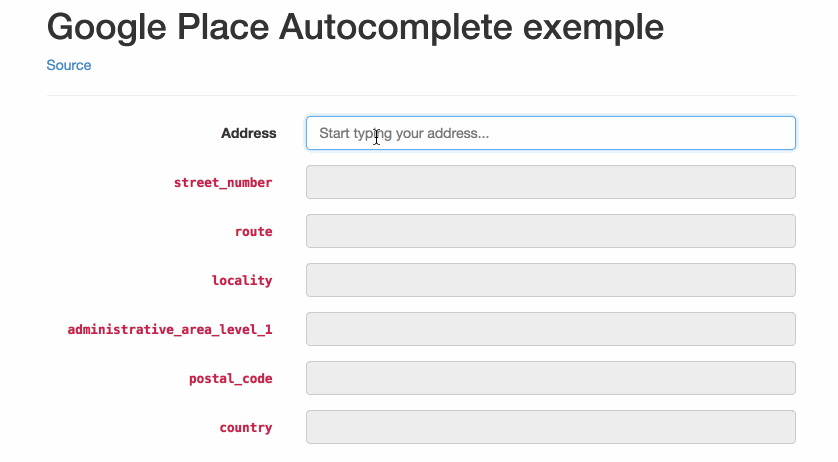 Google Place Autocomplete exemple
Source
Address
Start typing your address...
street_number
route
locality
administrative_area_level_1
postal_code
country